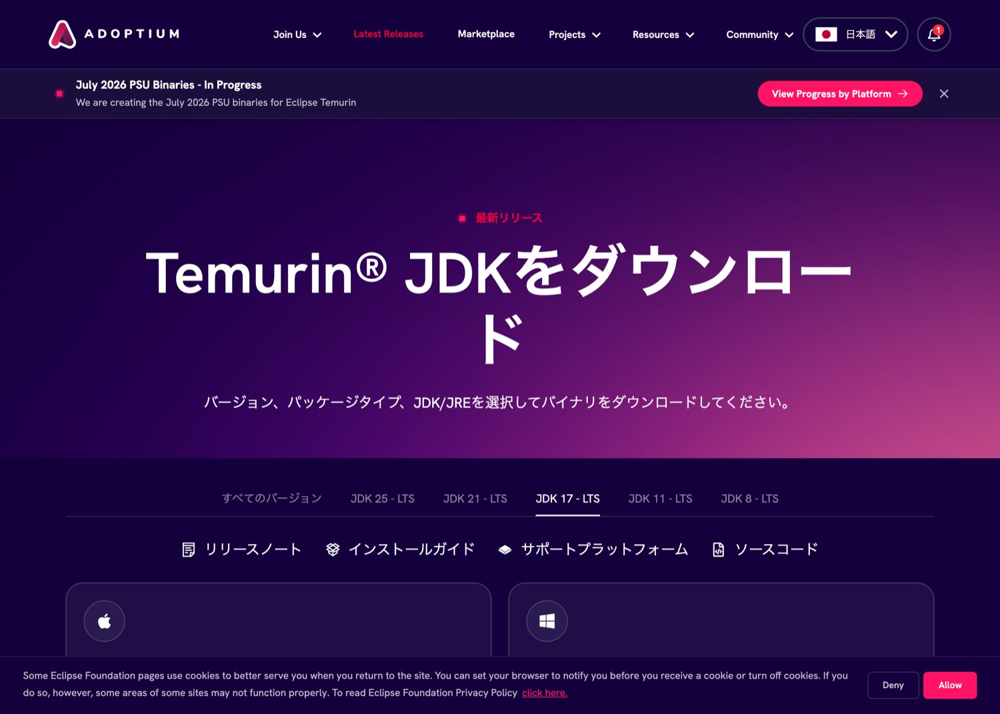 ADOPTIUM
Join Us
Latest Releases
Marketplace
Projects
Resources
Community
日本語
1
July 2026 PSU Binaries - In Progress
We are creating the July 2026 PSU binaries for Eclipse Temurin
View Progress by Platform
最新リリース
Temurin® JDKをダウンロー
ド
バージョン、パッケージタイプ、JDK/JREを選択してバイナリをダウンロードしてください。
すべてのバージョン
JDK 25 - LTS
JDK 21 - LTS
JDK 17 - LTS
JDK 11 - LTS
JDK 8 - LTS
リリースノート
インストールガイド
サポートプラットフォーム
ソースコード
Some Eclipse Foundation pages use cookies to better serve you when you return to the site. You can set your browser to notify you before you receive a cookie or turn off cookies. If you
do so, however, some areas of some sites may not function properly. To read Eclipse Foundation Privacy Policy click here.
Deny
Allow